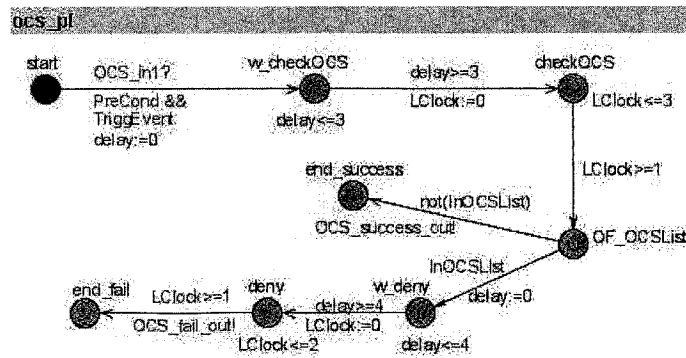 ocs_pl
start
OCS_in1?
PreCond &&
TriggEvent
delay:=0
w_checkOCS
delay<=3
delay>=3
LClock:=0
checkOCS
LClock<=3
LClock>=1
end_success
not(InOCSList)
OCS_success_out!
OF_OCSList
InOCSList
delay:=0
w_deny
delay<=4
delay>=4
LClock:=0
deny
LClock<=2
LClock>=1
OCS_fail_out!
end_fail